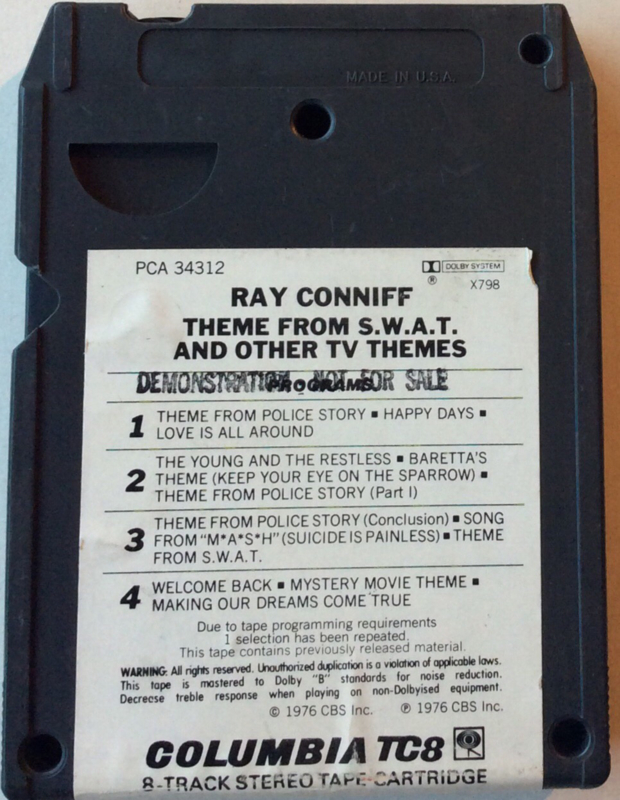 MADE IN U.S.A.
PCA 34312
DOLBY SYSTEM
®
X798
RAY CONNIFF
THEME FROM S.W.A.T.
AND OTHER TV THEMES
DEMONSTRATION - NOT FOR SALE
PROGRAMS
1 THEME FROM POLICE STORY ▪ HAPPY DAYS ▪
LOVE IS ALL AROUND
2 THE YOUNG AND THE RESTLESS ▪ BARETTA'S
THEME (KEEP YOUR EYE ON THE SPARROW) ▪
THEME FROM POLICE STORY (Part I)
3 THEME FROM POLICE STORY (Conclusion) ▪ SONG
FROM "M*A*S*H" (SUICIDE IS PAINLESS) ▪ THEME
FROM S.W.A.T.
4 WELCOME BACK ▪ MYSTERY MOVIE THEME ▪
MAKING OUR DREAMS COME TRUE
Due to tape programming requirements
1 selection has been repeated.
This tape contains previously released material.
WARNING: All rights reserved. Unauthorized duplication is a violation of applicable laws.
This tape is mastered to Dolby "B" standards for noise reduction.
Decrease treble response when playing on non-Dolbyised equipment.
© 1976 CBS Inc. ℗ 1976 CBS Inc.
COLUMBIA TC8
8-TRACK STEREO TAPE CARTRIDGE